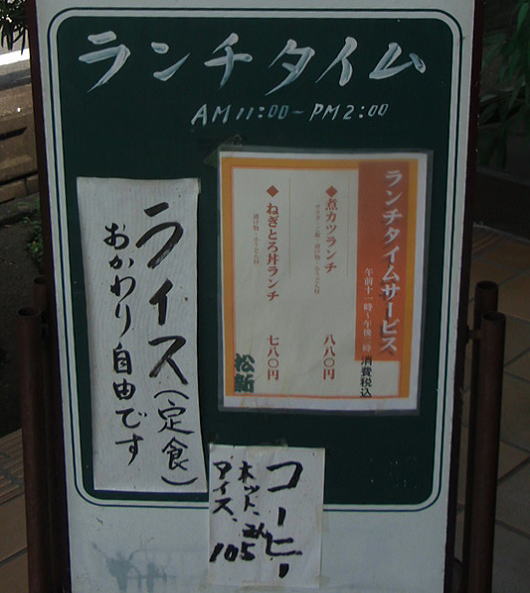 ランチタイム
AM 11:00~PM 2:00
ランチタイムサービス
午前十一時~午後二時
消費税込
◆煮カツランチ
八八〇円
◆ねぎとろ丼ランチ
七八〇円
松新
ライス(定食)
おかわり自由です
コーヒー
ホット、
アイス、
105